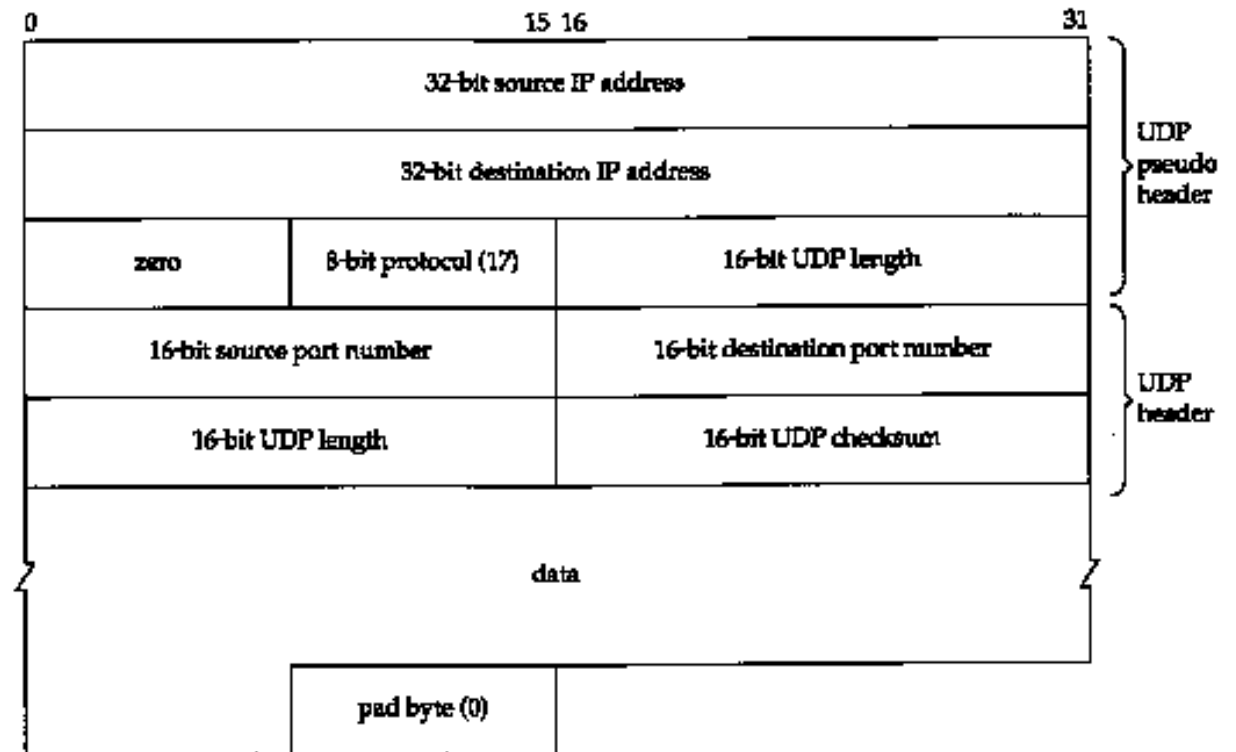 0 15 16 31
32-bit source IP address
UDP
pseudo
header
32-bit destination IP address
zero 8-bit protocol (17) 16-bit UDP length
16-bit source port number 16-bit destination port number
UDP
header
16-bit UDP length 16-bit UDP checksum
data
pad byte (0)